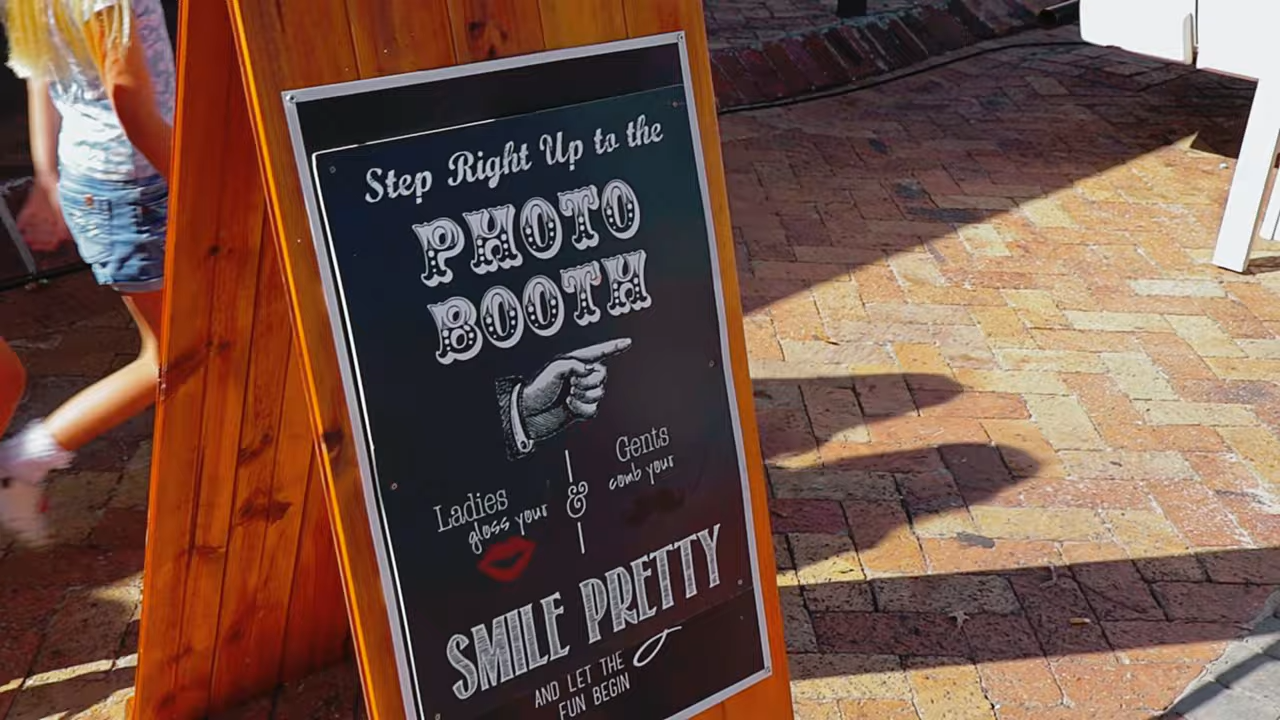 Step Right Up to the
PHOTO
BOOTH
Ladies
gloss your
&
Gents
comb your
SMILE PRETTY
AND LET THE
FUN BEGIN